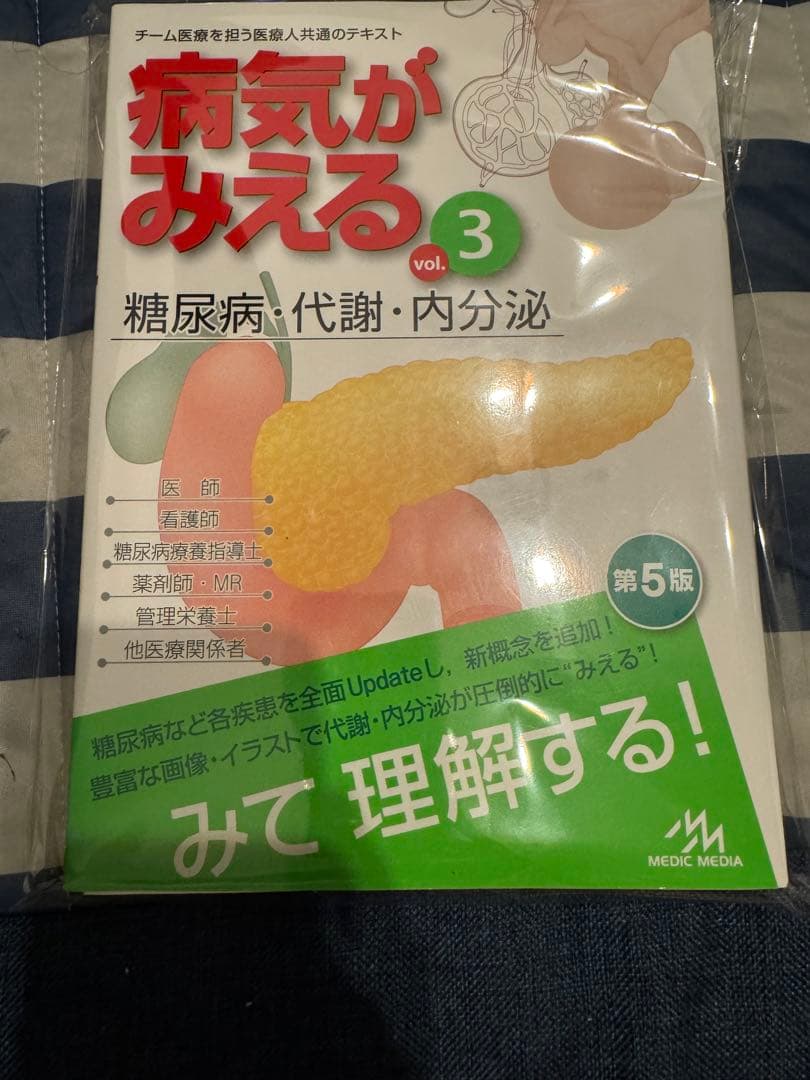 チーム医療を担う医療人共通のテキスト
病気が
みえる
vol. 3
糖尿病・代謝・内分泌
医 師
看護師
糖尿病療養指導士
薬剤師・MR
管理栄養士
他医療関係者
第5版
糖尿病など各疾患を全面Updateし，新概念を追加！
豊富な画像・イラストで代謝・内分泌が圧倒的に“みえる”！
みて 理解する！
MEDIC MEDIA